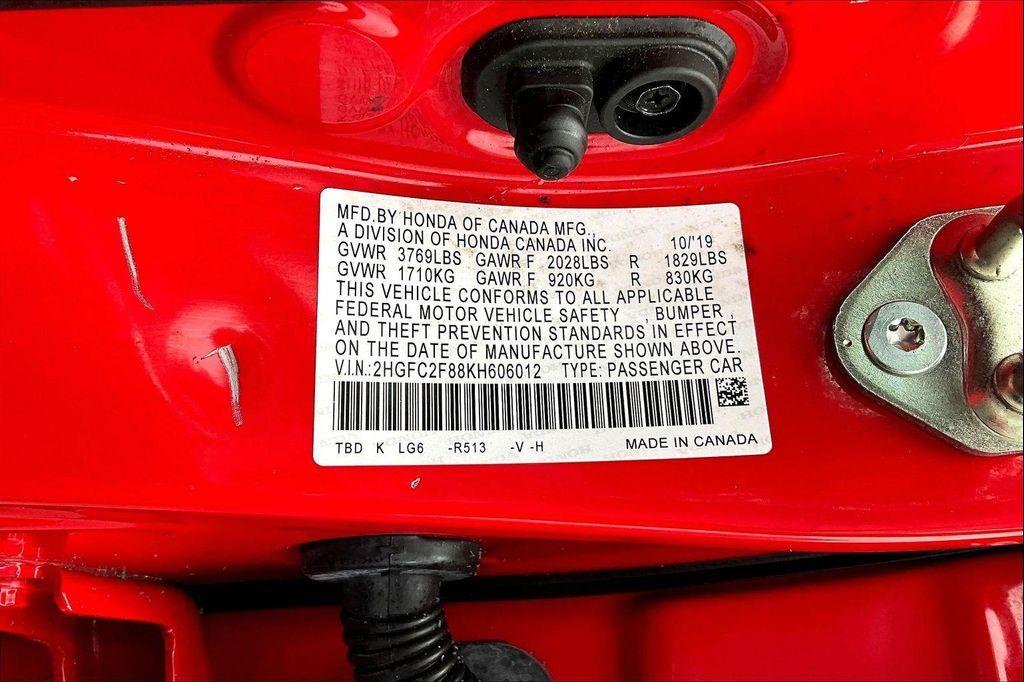 MFD.BY HONDA OF CANADA MFG.,
A DIVISION OF HONDA CANADA INC. 10/'19
GVWR 3769LBS GAWR F 2028LBS R 1829LBS
GVWR 1710KG GAWR F 920KG R 830KG
THIS VEHICLE CONFORMS TO ALL APPLICABLE
FEDERAL MOTOR VEHICLE SAFETY , BUMPER ,
AND THEFT PREVENTION STANDARDS IN EFFECT
ON THE DATE OF MANUFACTURE SHOWN ABOVE.
V.I.N.:2HGFC2F88KH606012 TYPE: PASSENGER CAR
TBD K LG6 -R513 -V -H MADE IN CANADA